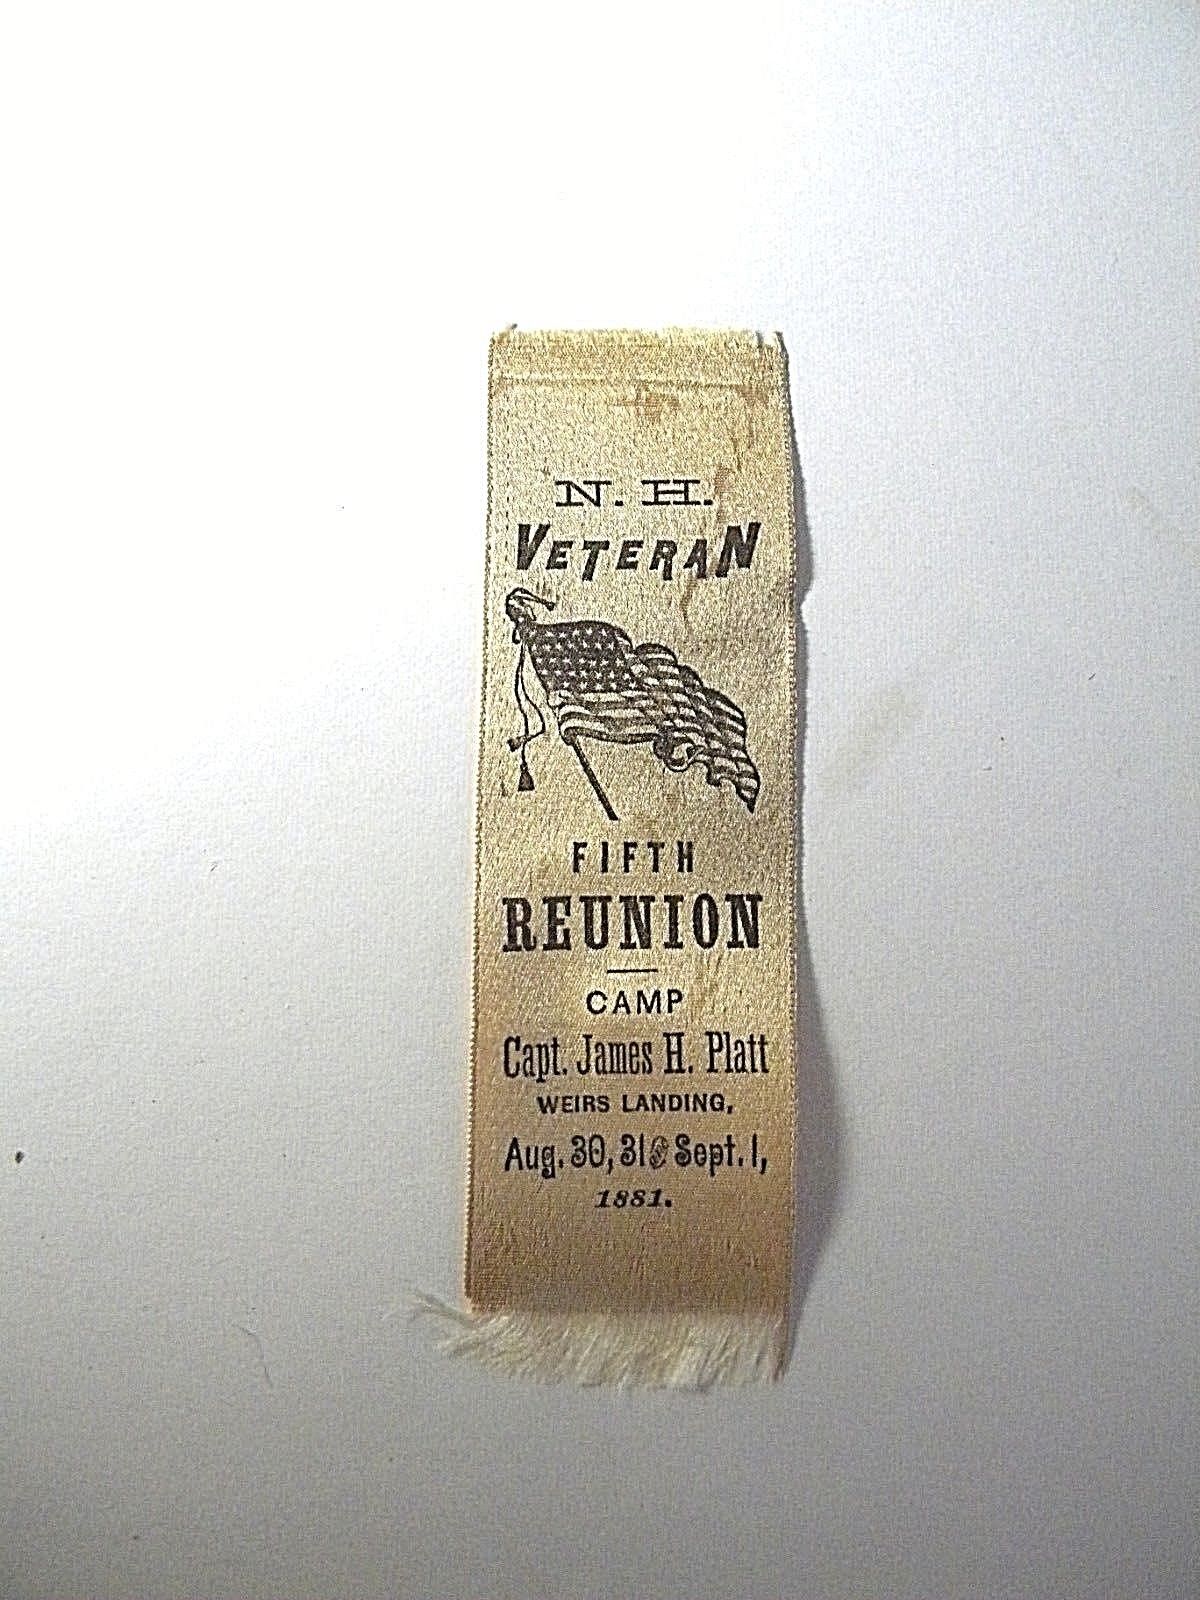 N. H.
VETERAN
FIFTH
REUNION
CAMP
Capt. James H. Platt
WEIRS LANDING,
Aug. 30, 31 & Sept. 1,
1881.